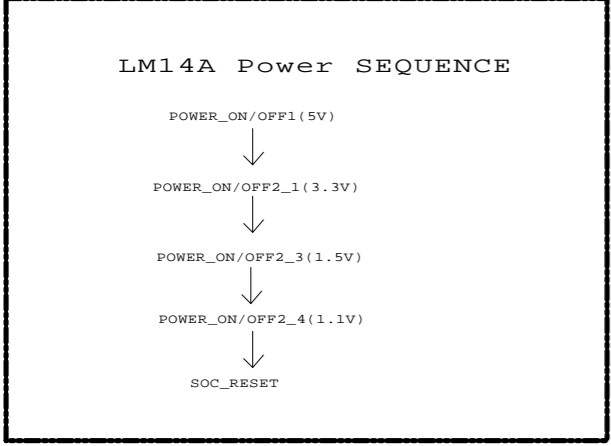 LM14A Power SEQUENCE
POWER_ON/OFF1(5V)
POWER_ON/OFF2_1(3.3V)
POWER_ON/OFF2_3(1.5V)
POWER_ON/OFF2_4(1.1V)
SOC_RESET